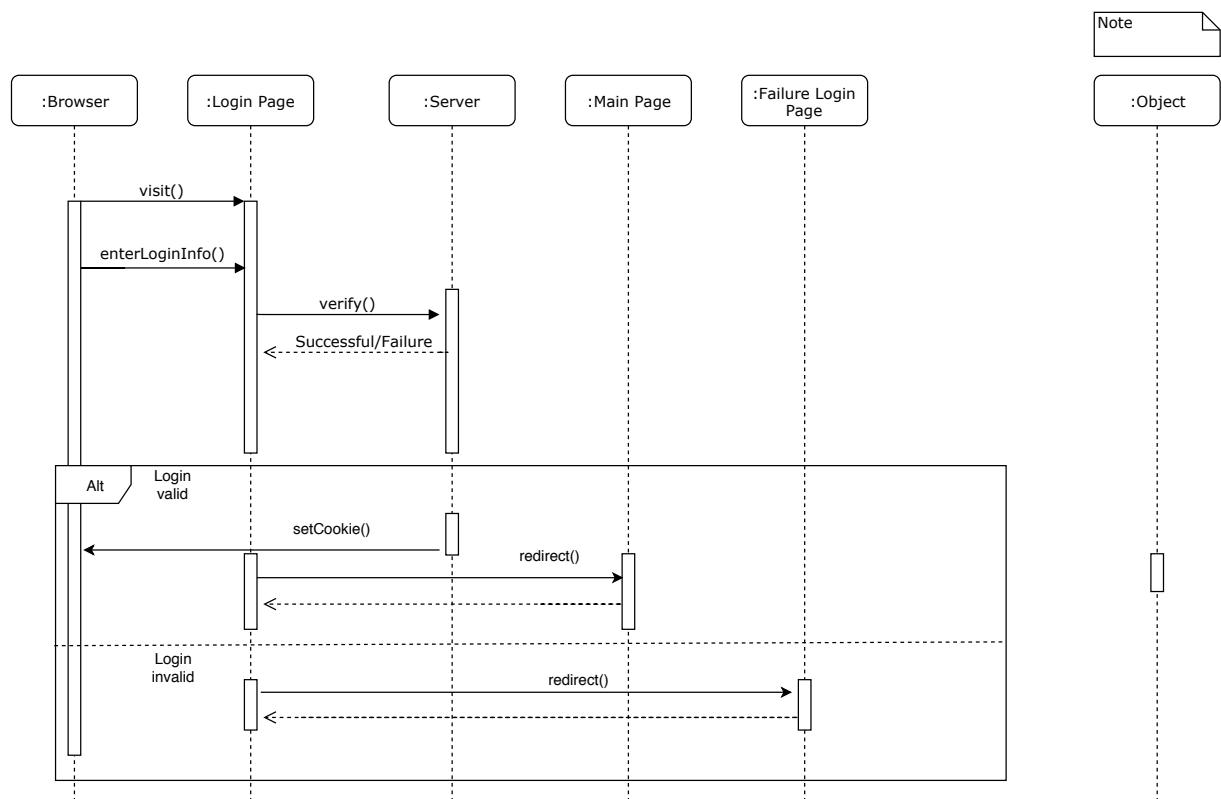 Note
:Browser
:Login Page
:Server
:Main Page
:Failure Login
Page
:Object
visit()
enterLoginInfo()
verify()
Successful/Failure
Alt
Login
valid
setCookie()
redirect()
Login
invalid
redirect()